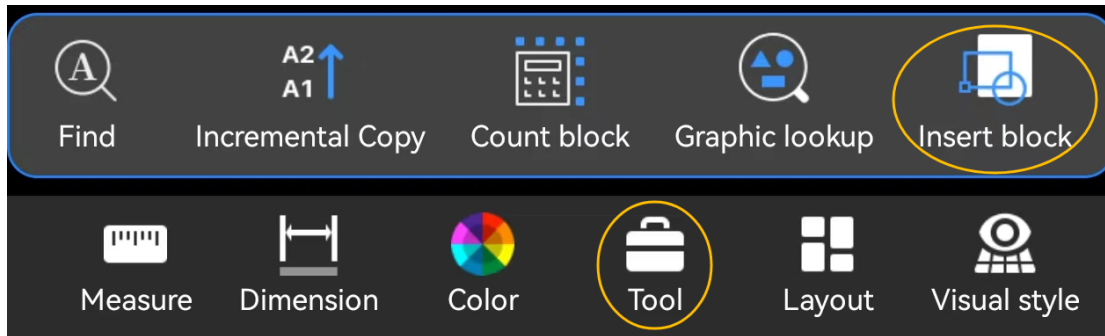 A
A2
A1
Find
Incremental Copy
Count block
Graphic lookup
Insert block
Measure
Dimension
Color
Tool
Layout
Visual style